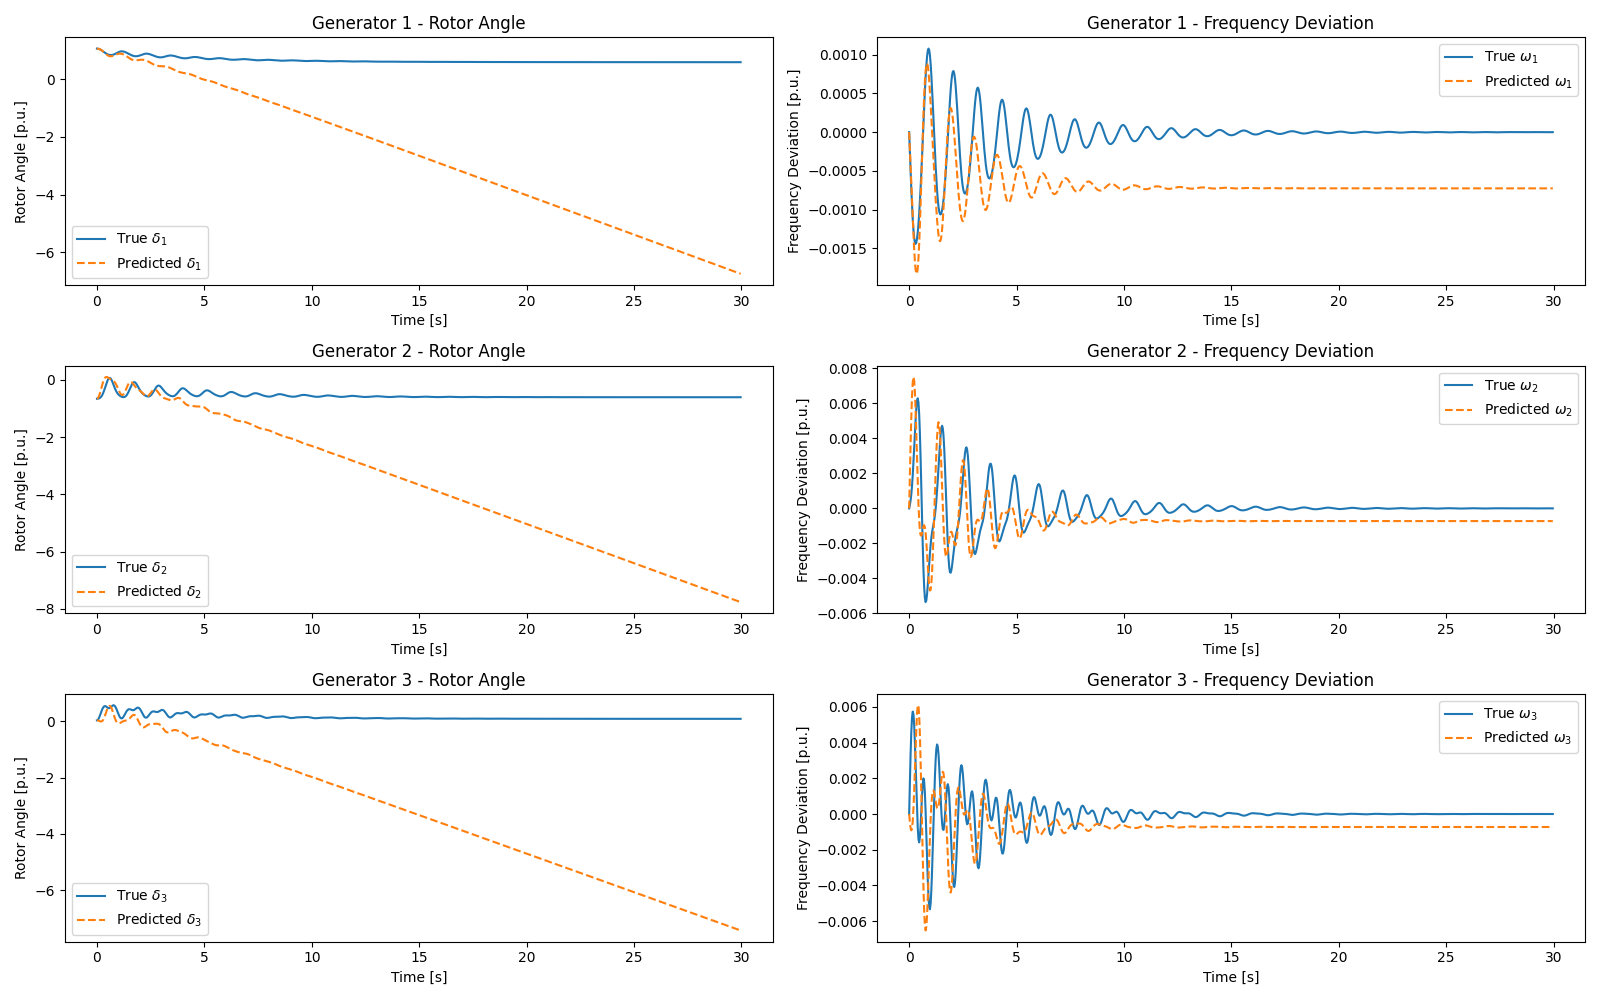 Generator 1 - Rotor Angle
Rotor Angle [p.u.]
0
−2
−4
−6
True δ₁
Predicted δ₁
0 5 10 15 20 25 30
Time [s]
Generator 1 - Frequency Deviation
Frequency Deviation [p.u.]
0.0010
0.0005
0.0000
−0.0005
−0.0010
−0.0015
True ω₁
Predicted ω₁
0 5 10 15 20 25 30
Time [s]
Generator 2 - Rotor Angle
Rotor Angle [p.u.]
0
−2
−4
−6
−8
True δ₂
Predicted δ₂
0 5 10 15 20 25 30
Time [s]
Generator 2 - Frequency Deviation
Frequency Deviation [p.u.]
0.008
0.006
0.004
0.002
0.000
−0.002
−0.004
−0.006
True ω₂
Predicted ω₂
0 5 10 15 20 25 30
Time [s]
Generator 3 - Rotor Angle
Rotor Angle [p.u.]
0
−2
−4
−6
True δ₃
Predicted δ₃
0 5 10 15 20 25 30
Time [s]
Generator 3 - Frequency Deviation
Frequency Deviation [p.u.]
0.006
0.004
0.002
0.000
−0.002
−0.004
−0.006
True ω₃
Predicted ω₃
0 5 10 15 20 25 30
Time [s]